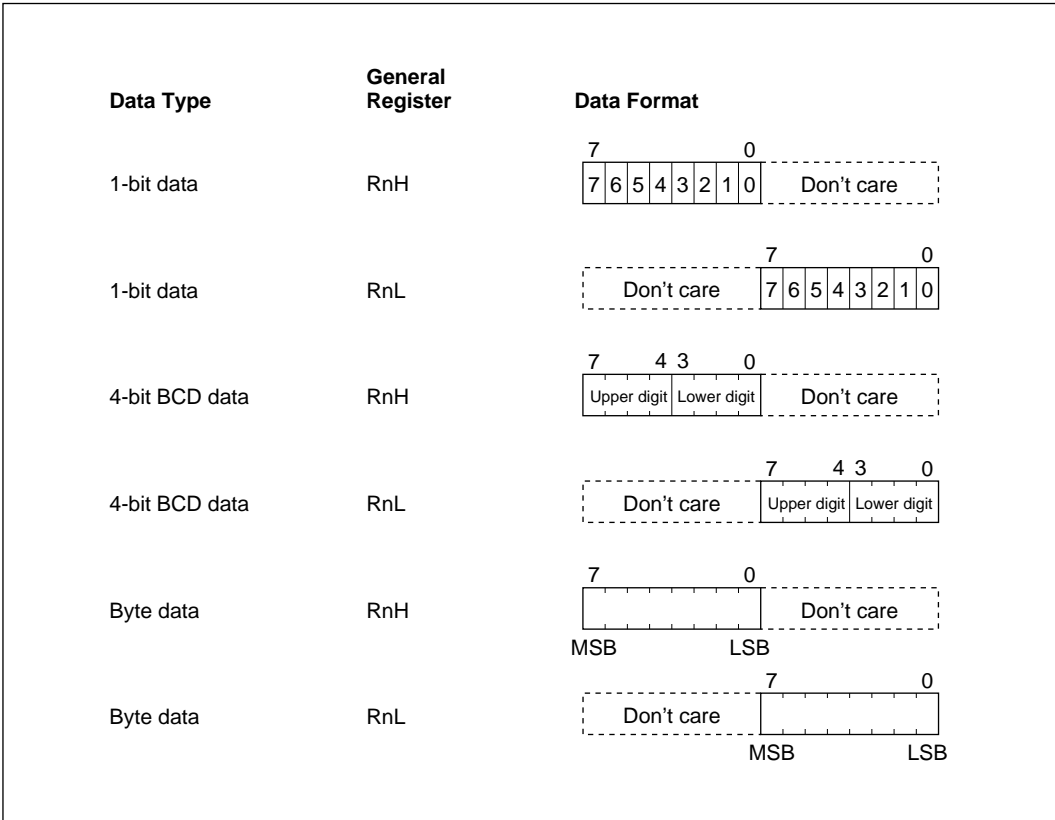 General
Data Type Register Data Format
7 0
1-bit data RnH 7 6 5 4 3 2 1 0 Don't care
7 0
1-bit data RnL Don't care 7 6 5 4 3 2 1 0
7 4 3 0
4-bit BCD data RnH Upper digit Lower digit Don't care
7 4 3 0
4-bit BCD data RnL Don't care Upper digit Lower digit
7 0
Byte data RnH Don't care
MSB LSB
7 0
Byte data RnL Don't care
MSB LSB